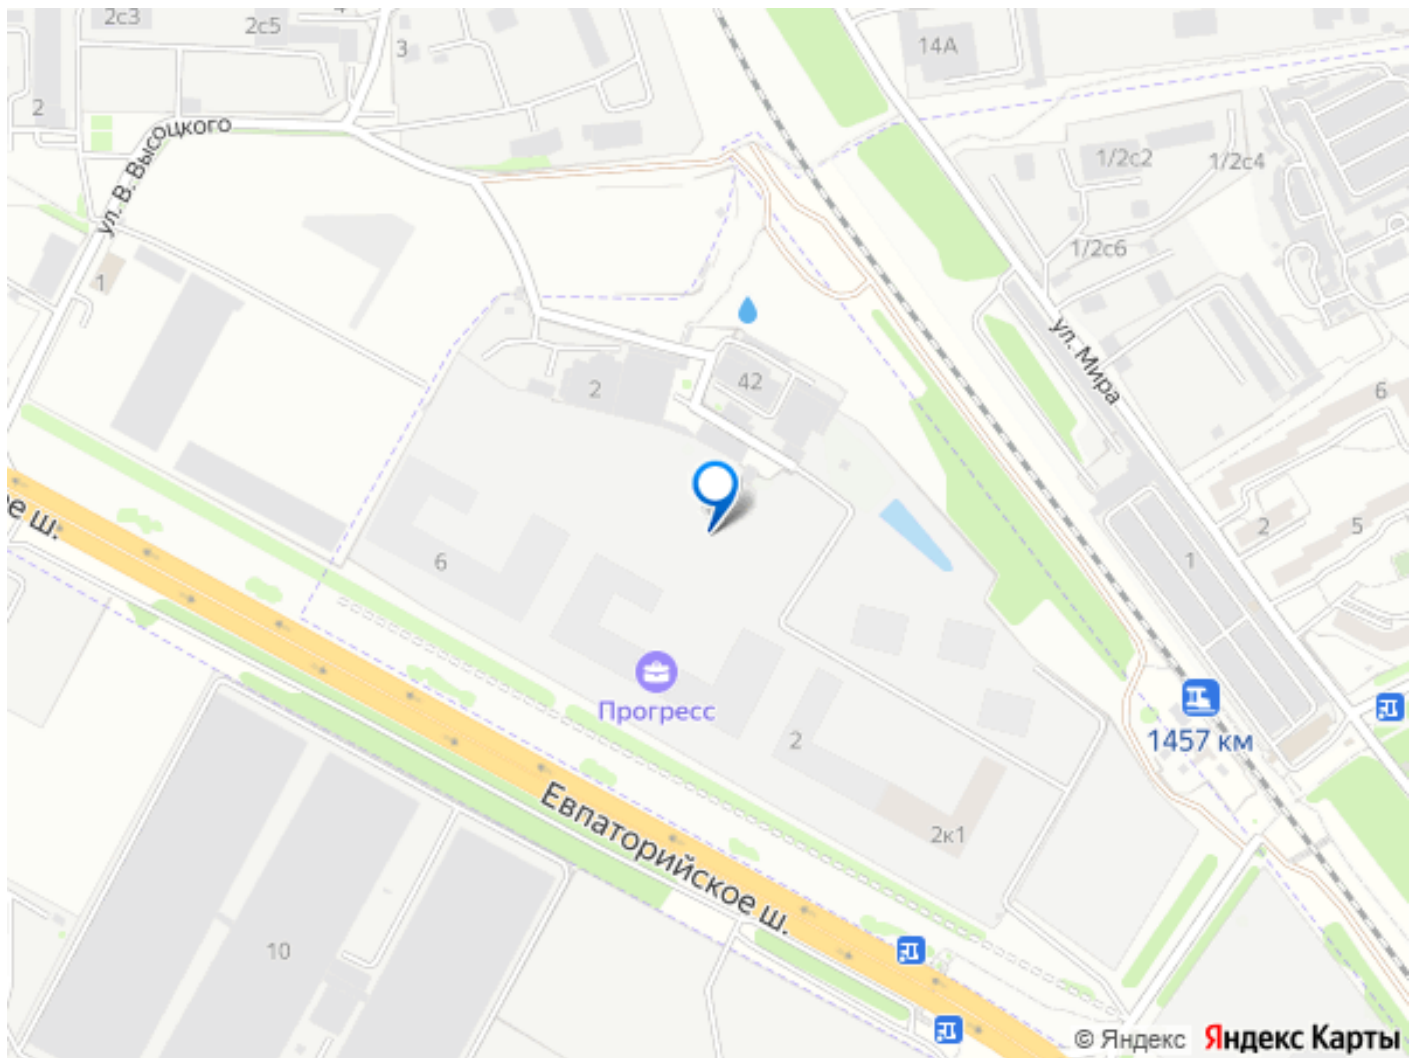 2с3
2с5
3
14А
2
ул. В. Высоцкого
1/2с2
1/2с4
1/2с6
1
ул. Мира
2
42
6
6
2
5
1
ое ш.
Прогресс
2
1457 км
Евпаторийское ш.
2к1
10
© Яндекс
Яндекс Карты